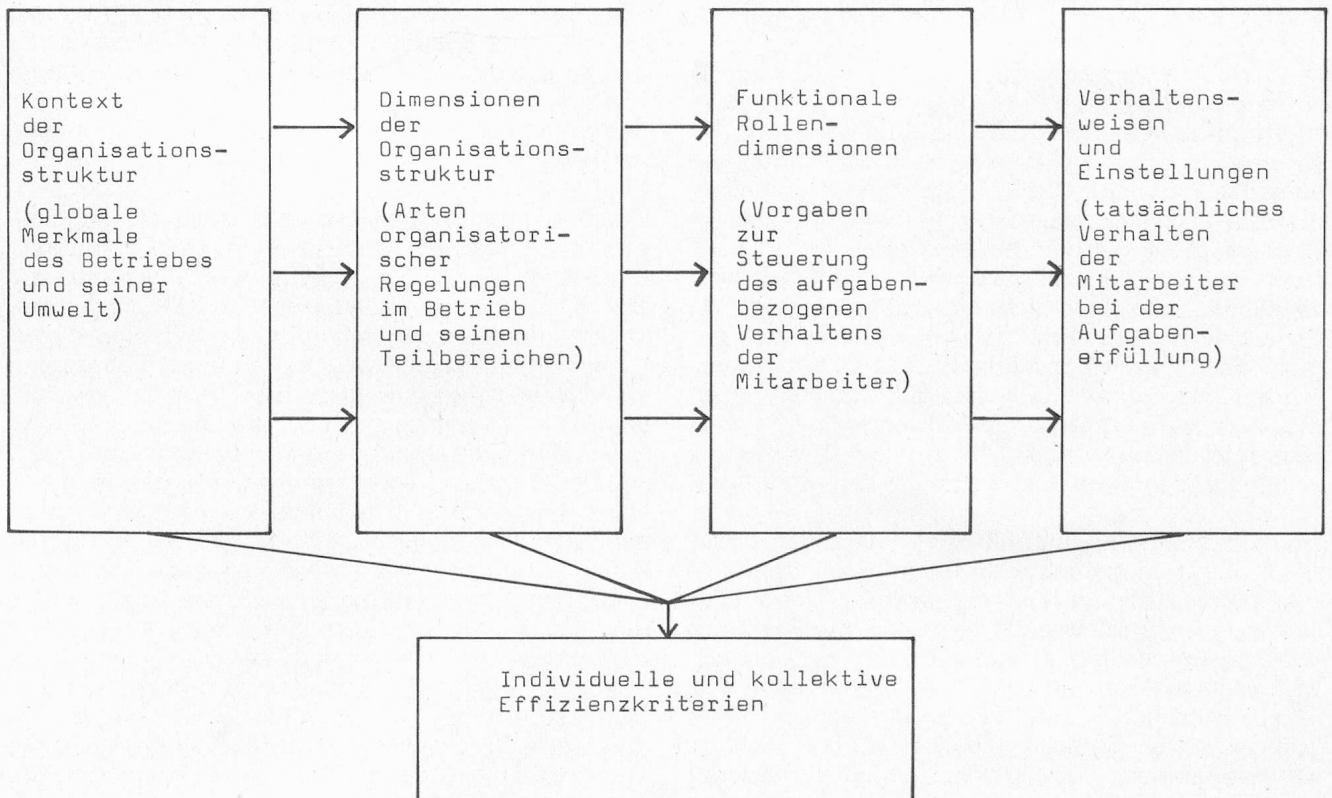 Kontext
der
Organisations-
struktur
(globale
Merkmale
des Betriebes
und seiner
Umwelt)
Dimensionen
der
Organisations-
struktur
(Arten
organisatori-
scher
Regelungen
im Betrieb
und seinen
Teilbereichen)
Funktionale
Rollen-
dimensionen
(Vorgaben
zur
Steuerung
des aufgaben-
bezogenen
Verhaltens
der
Mitarbeiter)
Verhaltens-
weisen
und
Einstellungen
(tatsächliches
Verhalten
der
Mitarbeiter
bei der
Aufgaben-
erfüllung)
Individuelle und kollektive
Effizienzkriterien